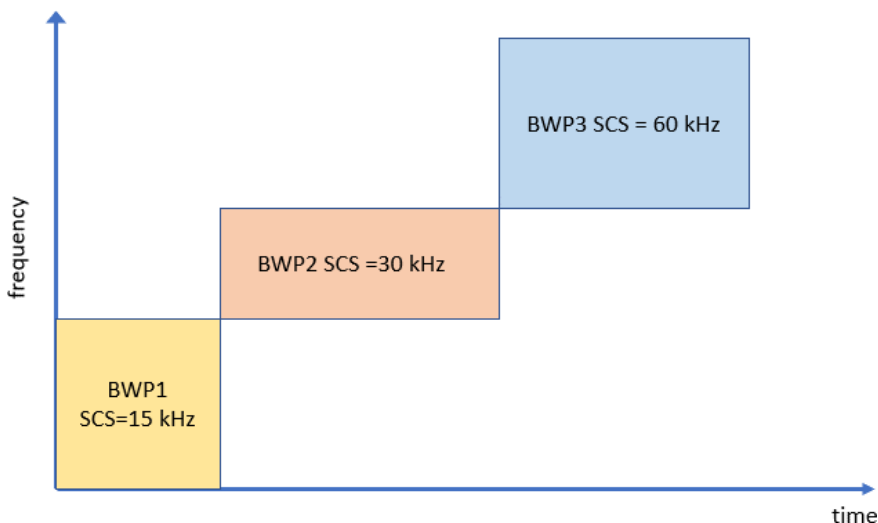 BWP3 SCS = 60 kHz
frequency
BWP2 SCS =30 kHz
BWP1
SCS=15 kHz
time